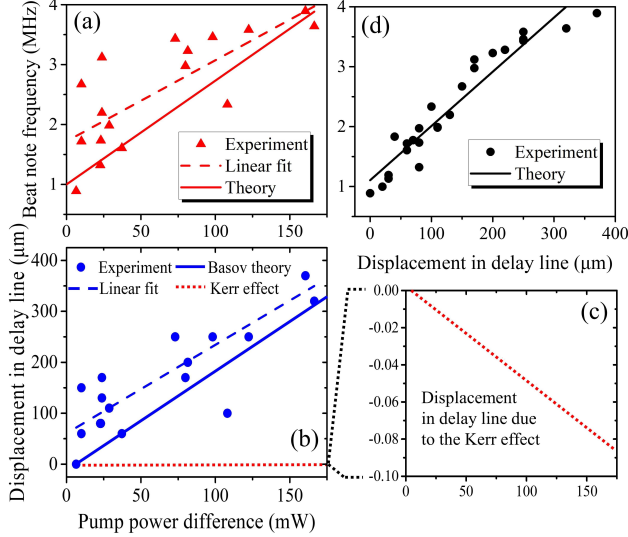 (a)
Beat note frequency (MHz)
4
3
2
1
Experiment
Linear fit
Theory
0 50 100 150
(d)
4
3
2
1
Experiment
Theory
0 100 200 300 400
Displacement in delay line (μm)
Displacement in delay line (μm)
400
300
200
100
0
Experiment
Basov theory
Linear fit
Kerr effect
(b)
0 50 100 150
Pump power difference (mW)
0.00
-0.02
-0.04
-0.06
-0.08
-0.10
(c)
Displacement
in delay line due
to the Kerr effect
0 50 100 150